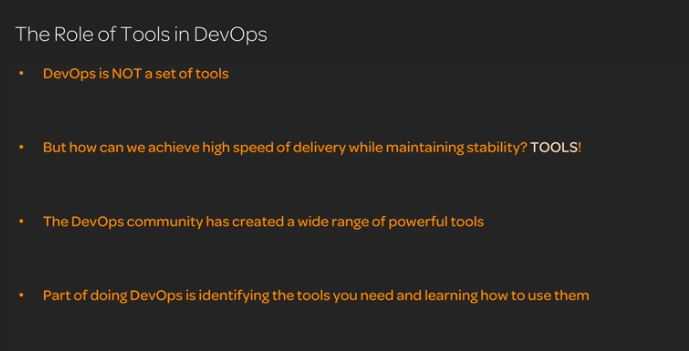 The Role of Tools in DevOps
• DevOps is NOT a set of tools
• But how can we achieve high speed of delivery while maintaining stability? TOOLS!
• The DevOps community has created a wide range of powerful tools
• Part of doing DevOps is identifying the tools you need and learning how to use them